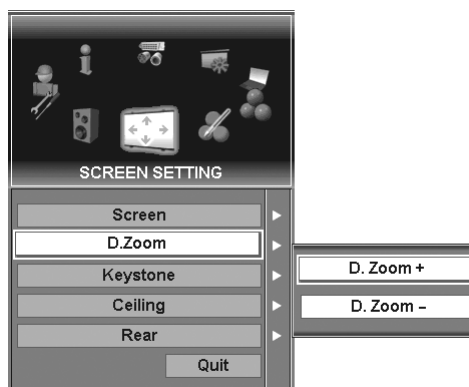 SCREEN SETTING
Screen
D.Zoom
Keystone
Ceiling
Rear
Quit
D. Zoom +
D. Zoom –